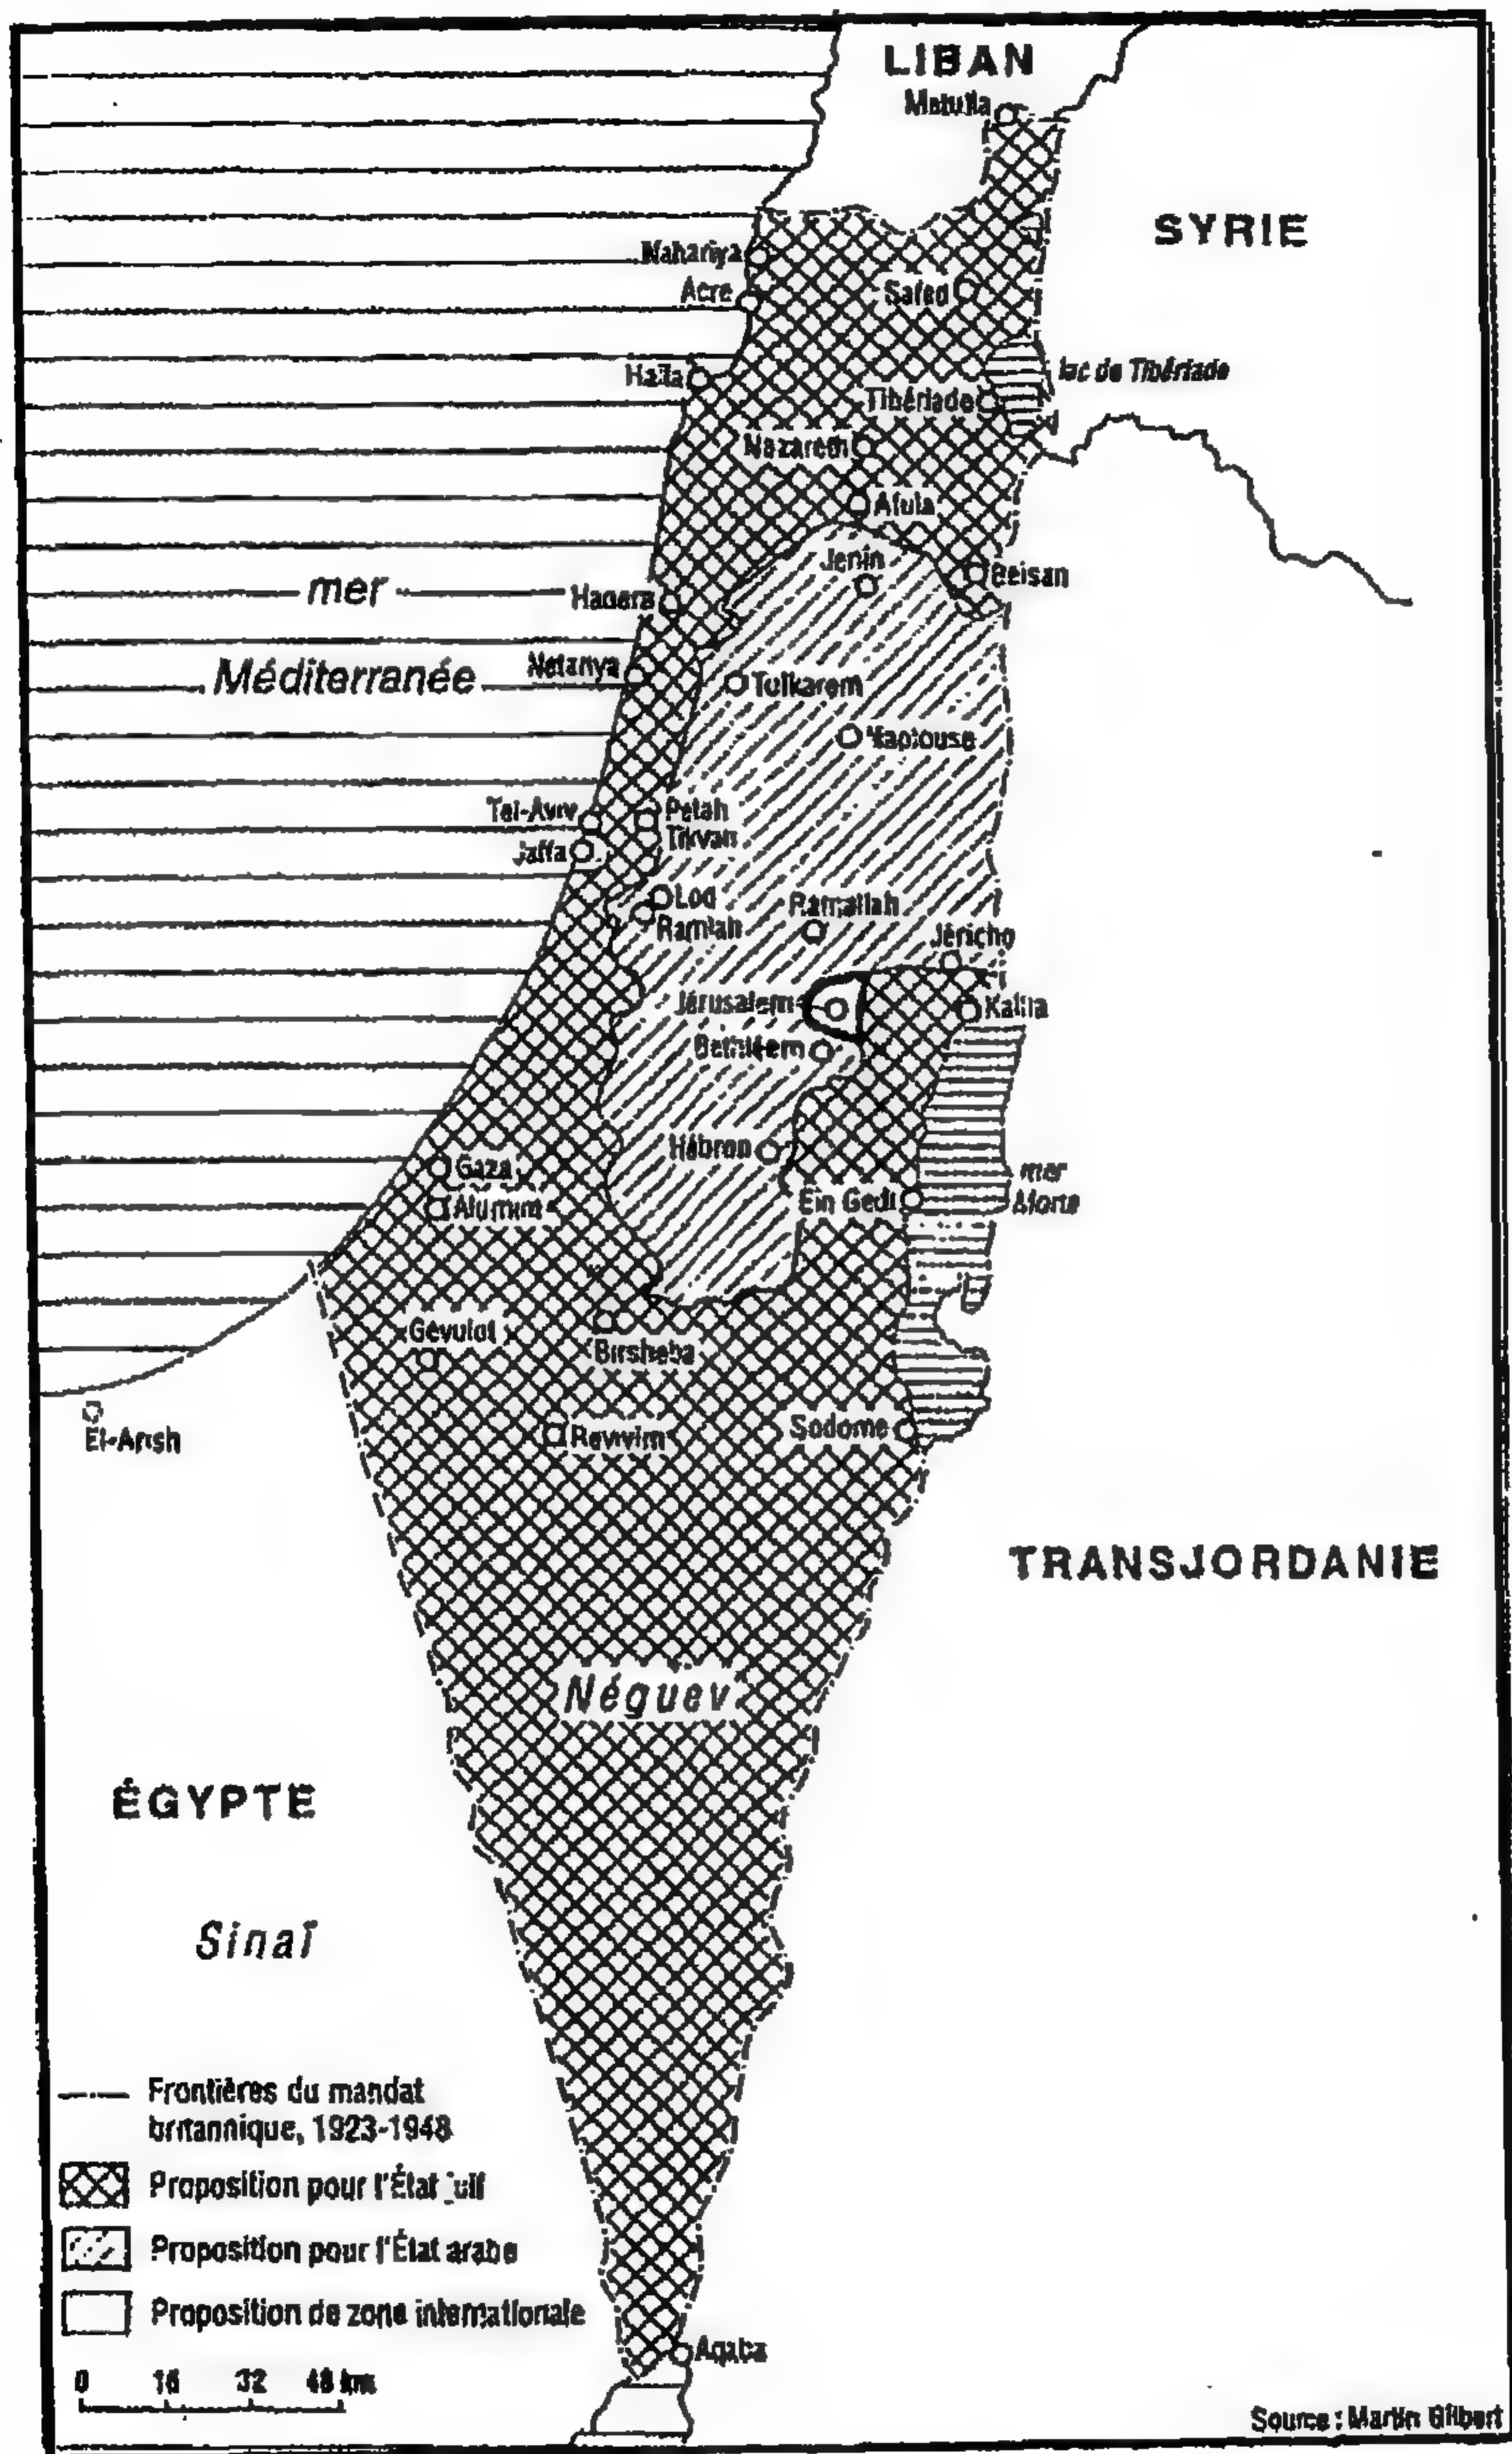 LIBAN
Metulla
SYRIE
Nahariya
Acre
Safed
Haïfa
lac de Tibériade
Tibériade
Nazareth
Afula
Jenin
Beisan
mer
Hadera
Méditerranée
Netanya
Tulkarem
Naplouse
Tel-Aviv
Petah
Tikvah
Jaffa
Lod
Ramlah
Ramallah
Jéricho
Jérusalem
Kallia
Bethléem
Hébron
Gaza
Alumim
Ein Gedi
mer
Morte
Gevulot
Birsheba
El-Arish
Revivim
Sodome
TRANSJORDANIE
Néguev
ÉGYPTE
Sinaï
Frontières du mandat
britannique, 1923-1948
Proposition pour l'État juif
Proposition pour l'État arabe
Proposition de zone internationale
0 16 32 48 km
Aqaba
Source : Martin Gilbert